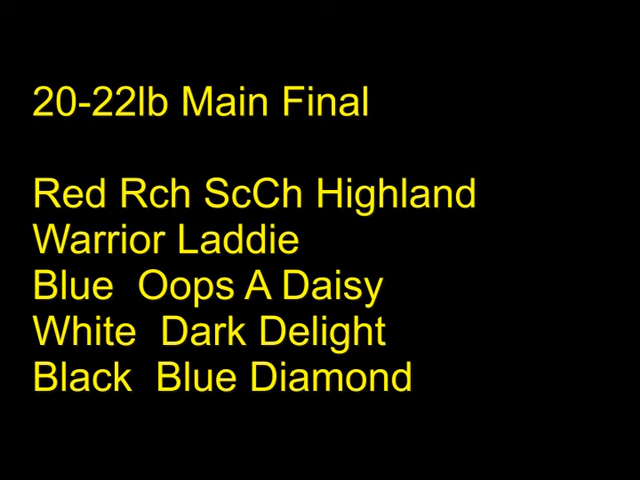 20-22lb Main Final
Red Rch ScCh Highland
Warrior Laddie
Blue  Oops A Daisy
White  Dark Delight
Black  Blue Diamond